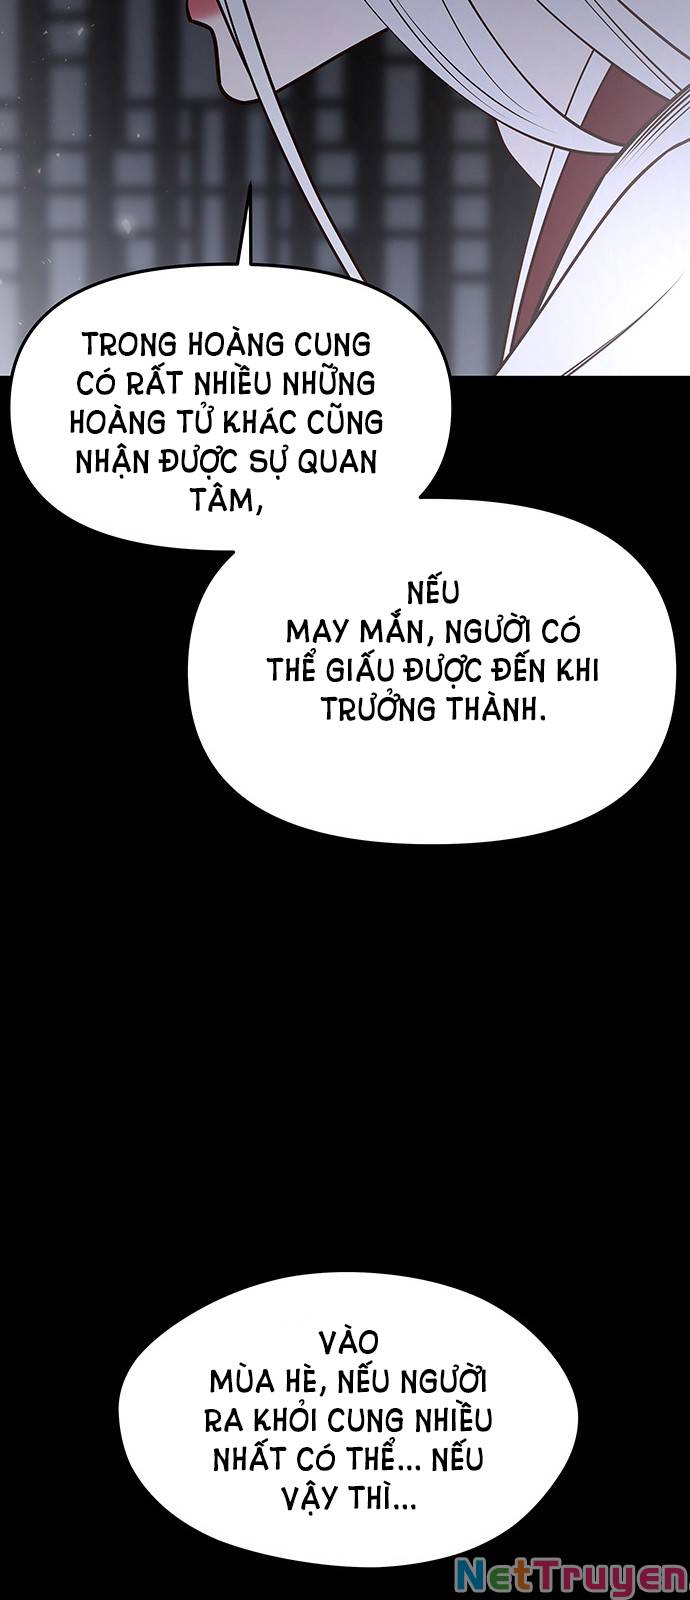 TRONG HOÀNG CUNG
CÓ RẤT NHIỀU NHỮNG
HOÀNG TỬ KHÁC CŨNG
NHẬN ĐƯỢC SỰ QUAN
TÂM,
NẾU
MAY MẮN, NGƯỜI CÓ
THỂ GIẤU ĐƯỢC ĐẾN KHI
TRƯỞNG THÀNH.
VÀO
MÙA HÈ, NẾU NGƯỜI
RA KHỎI CUNG NHIỀU
NHẤT CÓ THỂ... NẾU
VẬY THÌ...
NetTruyen